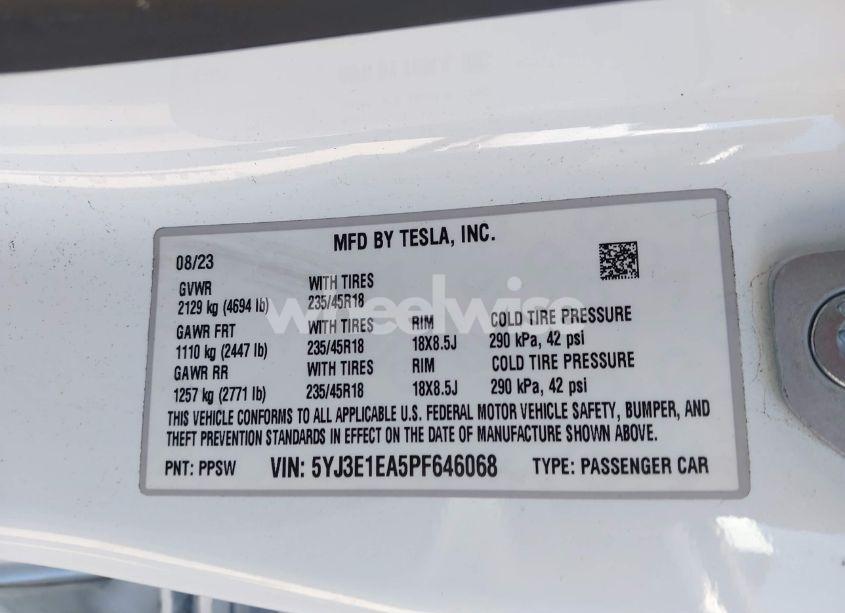 MFD BY TESLA, INC.
08/23
GVWR WITH TIRES
2129 kg (4694 lb) 235/45R18
GAWR FRT WITH TIRES RIM COLD TIRE PRESSURE
1110 kg (2447 lb) 235/45R18 18X8.5J 290 kPa, 42 psi
GAWR RR WITH TIRES RIM COLD TIRE PRESSURE
1257 kg (2771 lb) 235/45R18 18X8.5J 290 kPa, 42 psi
THIS VEHICLE CONFORMS TO ALL APPLICABLE U.S. FEDERAL MOTOR VEHICLE SAFETY, BUMPER, AND
THEFT PREVENTION STANDARDS IN EFFECT ON THE DATE OF MANUFACTURE SHOWN ABOVE.
PNT: PPSW VIN: 5YJ3E1EA5PF646068 TYPE: PASSENGER CAR
wheelwise